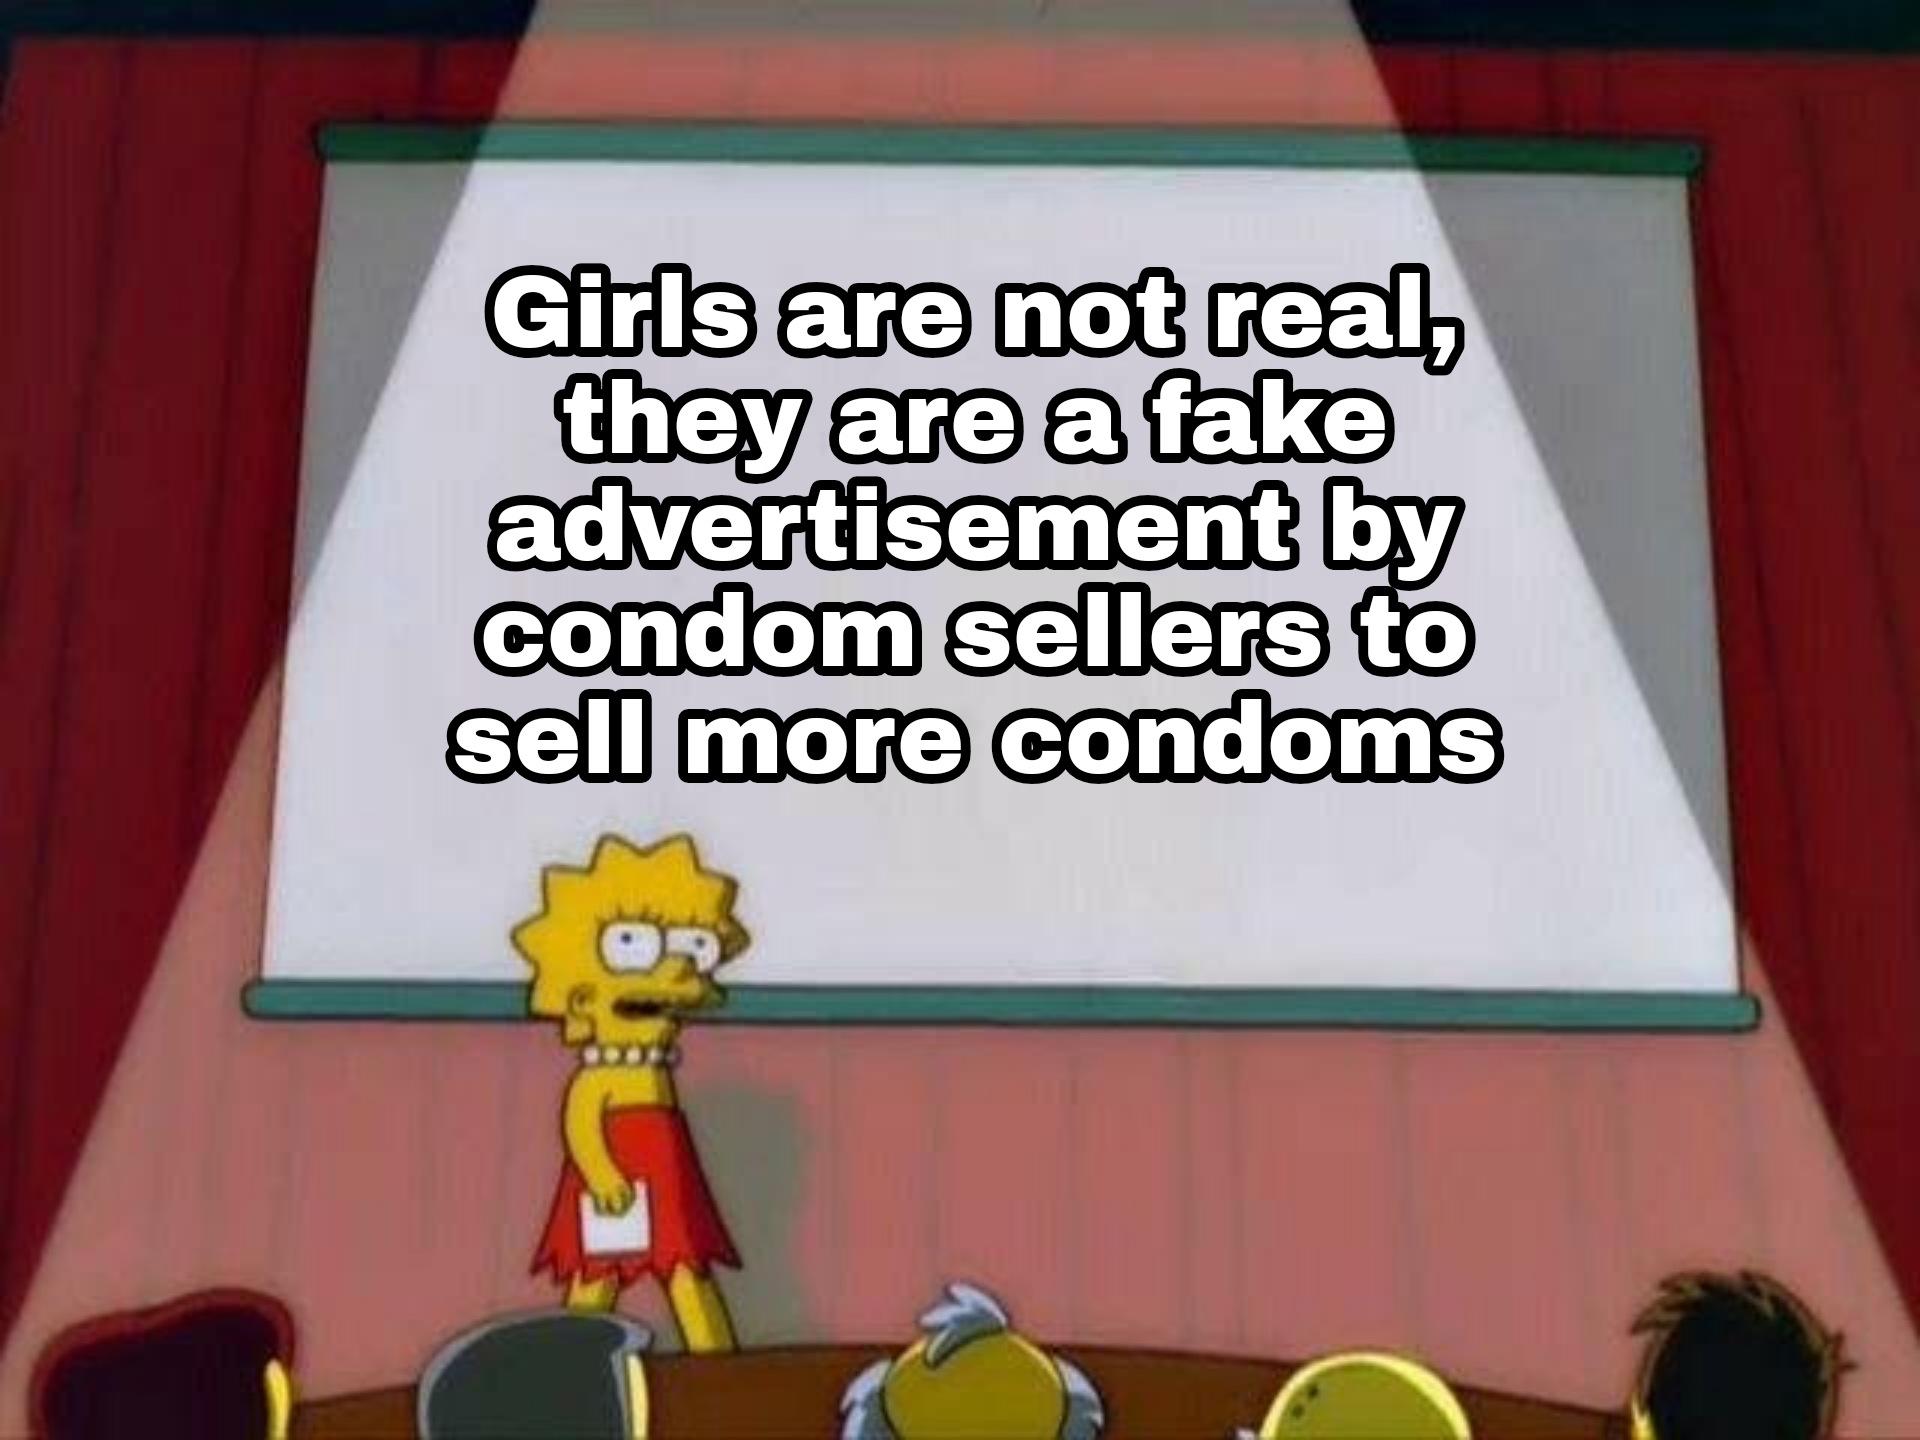 Girls are not real,
they are a fake
advertisement by
condom sellers to
sell more condoms